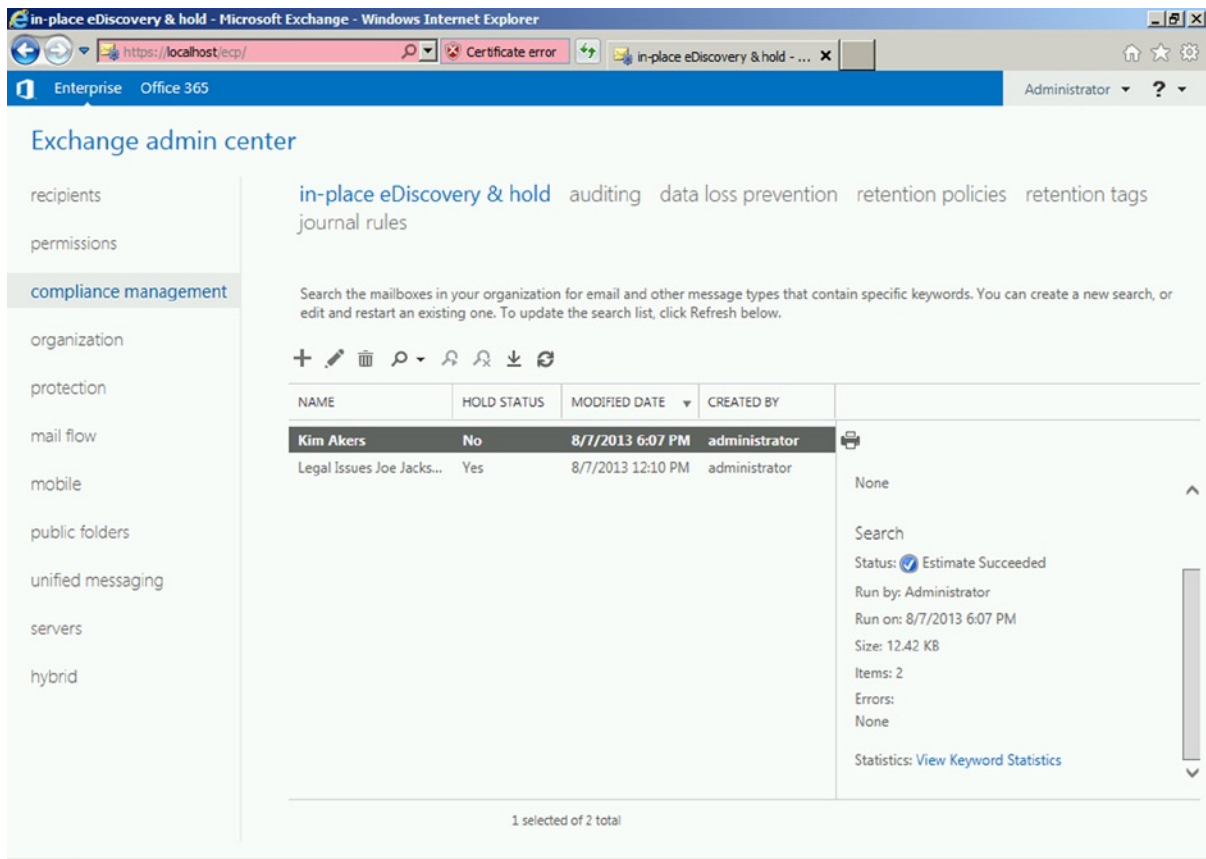 in-place eDiscovery & hold - Microsoft Exchange - Windows Internet Explorer
https://localhost/ecp/ Certificate error in-place eDiscovery & hold - ...
Enterprise Office 365 Administrator ?
Exchange admin center
recipients
permissions
compliance management
organization
protection
mail flow
mobile
public folders
unified messaging
servers
hybrid
in-place eDiscovery & hold auditing data loss prevention retention policies retention tags
journal rules
Search the mailboxes in your organization for email and other message types that contain specific keywords. You can create a new search, or
edit and restart an existing one. To update the search list, click Refresh below.
NAME HOLD STATUS MODIFIED DATE CREATED BY
Kim Akers No 8/7/2013 6:07 PM administrator
Legal Issues Joe Jacks... Yes 8/7/2013 12:10 PM administrator
None
Search
Status: Estimate Succeeded
Run by: Administrator
Run on: 8/7/2013 6:07 PM
Size: 12.42 KB
Items: 2
Errors:
None
Statistics: View Keyword Statistics
1 selected of 2 total